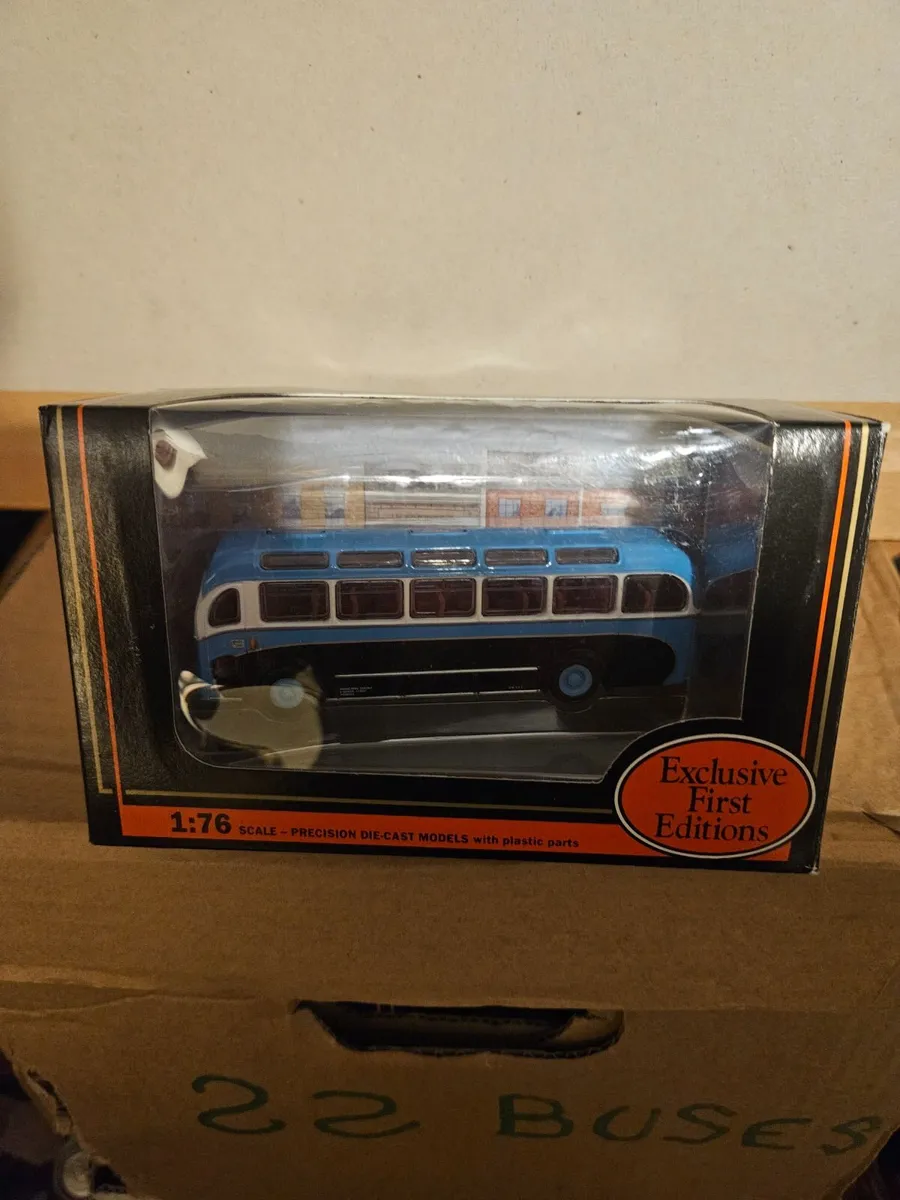 Exclusive
First
Editions
1:76 SCALE – PRECISION DIE-CAST MODELS with plastic parts
22 BUSES